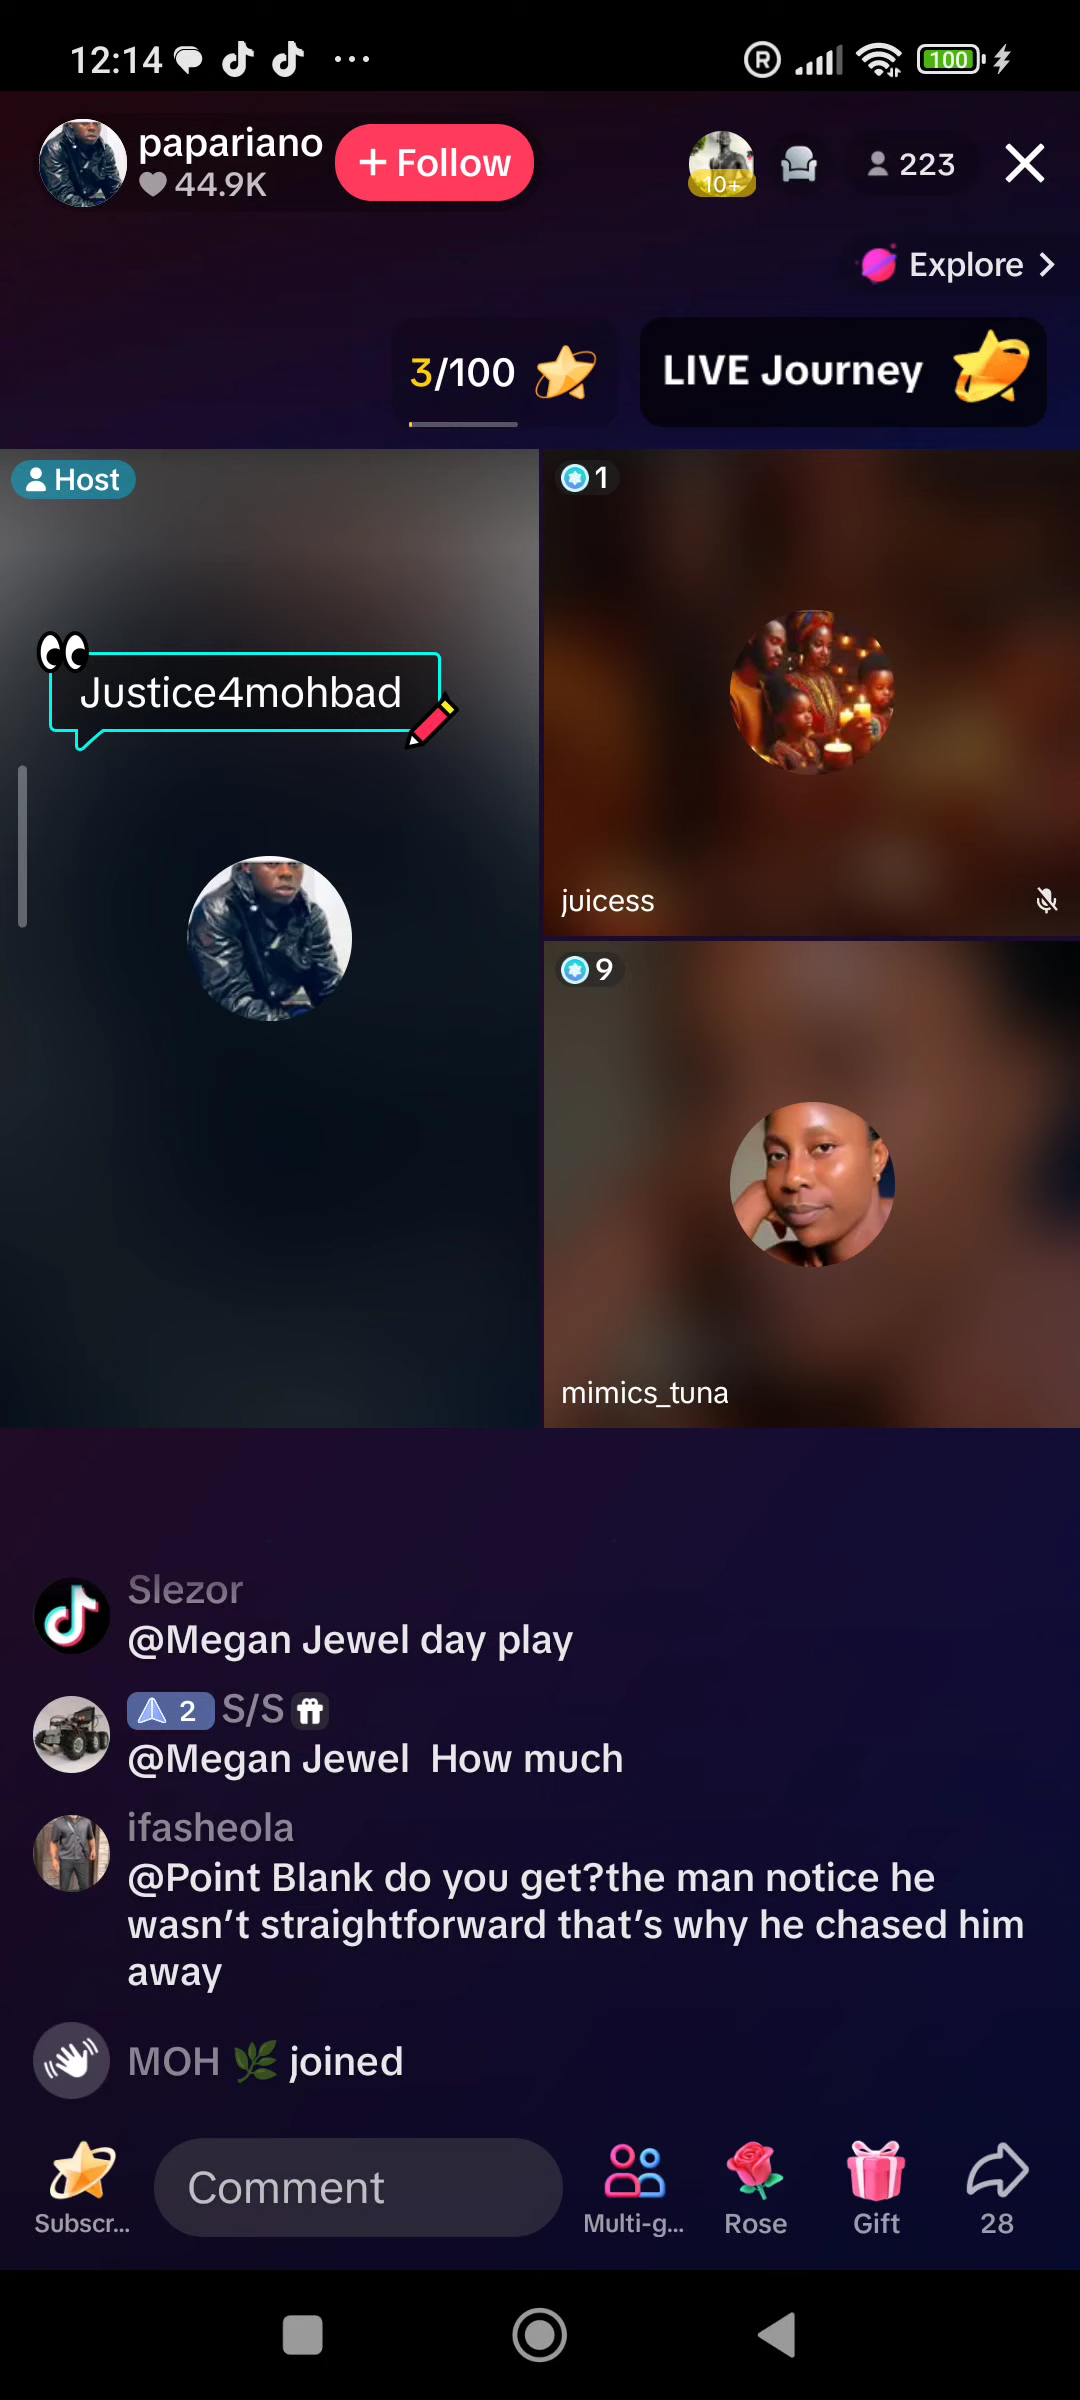 12:14
R
100
papariano
44.9K
+ Follow
10+
223
Explore >
3/100
LIVE Journey
Host
1
Justice4mohbad
juicess
9
mimics_tuna
Slezor
@Megan Jewel day play
2 S/S
@Megan Jewel  How much
ifasheola
@Point Blank do you get?the man notice he
wasn't straightforward that's why he chased him
away
MOH 🌿 joined
Comment
Subscr...
Multi-g...
Rose
Gift
28